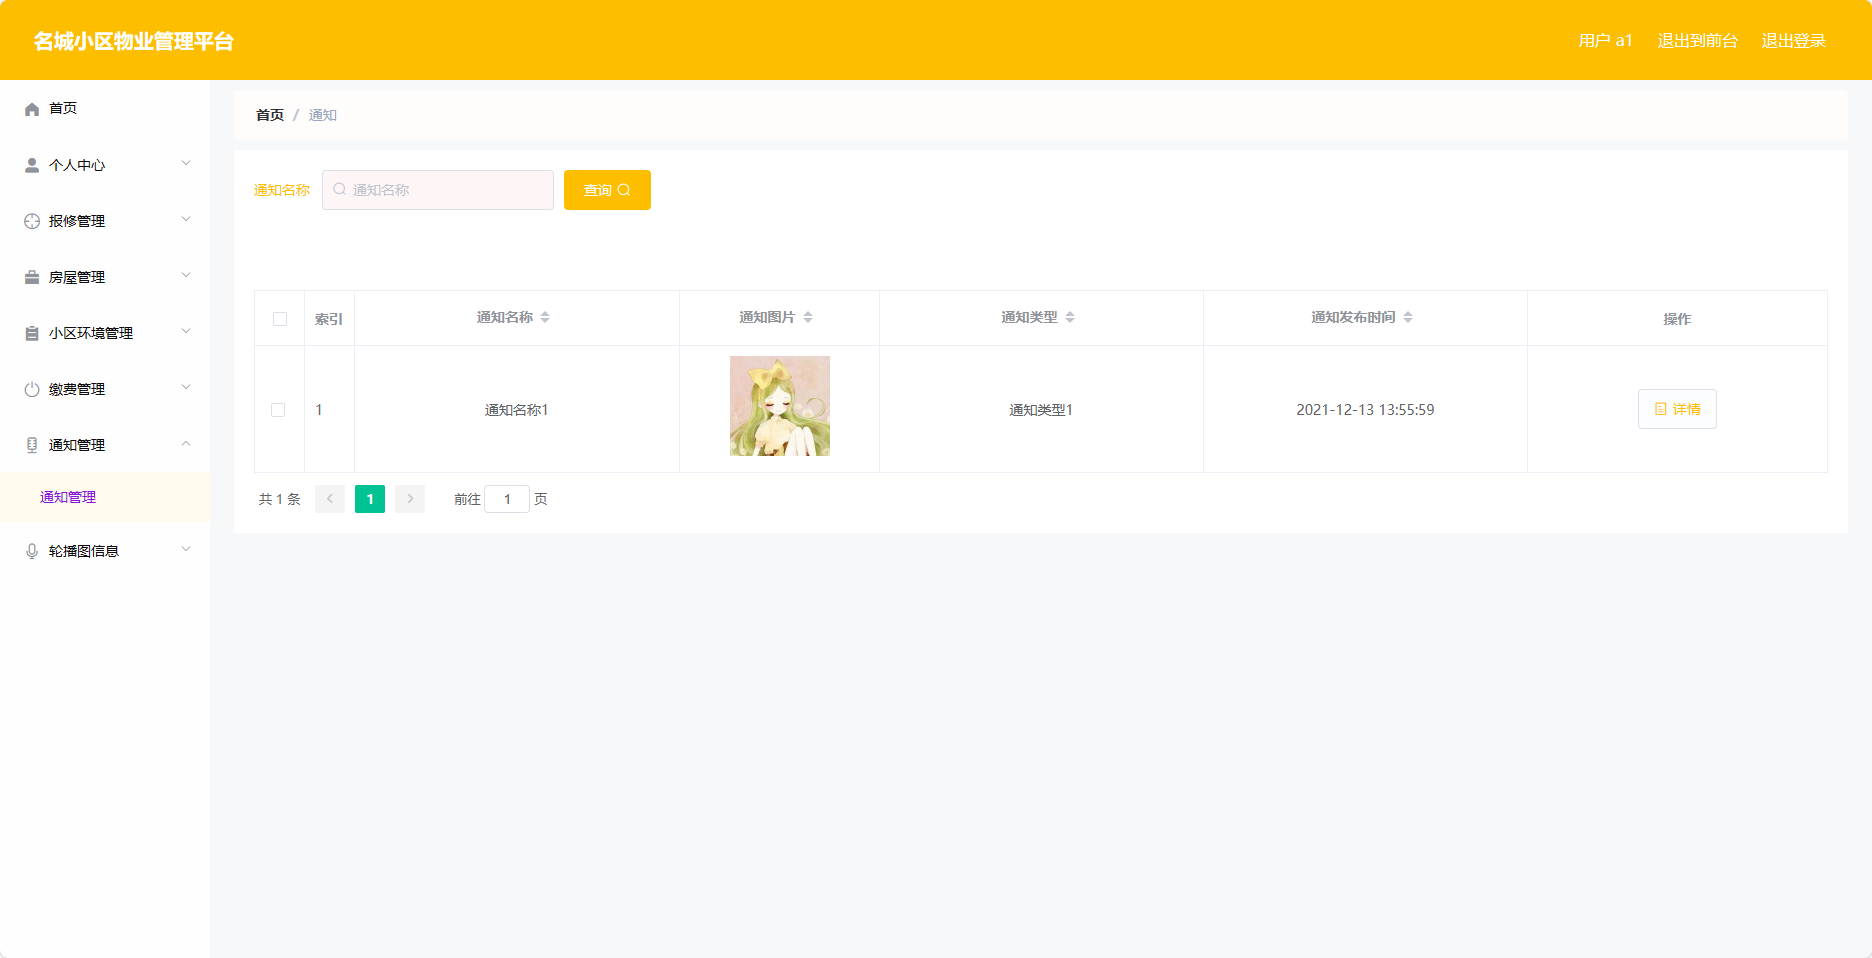 名城小区物业管理平台
用户 a1 退出到前台 退出登录
首页
个人中心
报修管理
房屋管理
小区环境管理
缴费管理
通知管理
通知管理
轮播图信息
首页 / 通知
通知名称 通知名称 查询
索引 通知名称 通知图片 通知类型 通知发布时间 操作
1 通知名称1 通知类型1 2021-12-13 13:55:59 详情
共 1 条 1 前往 1 页